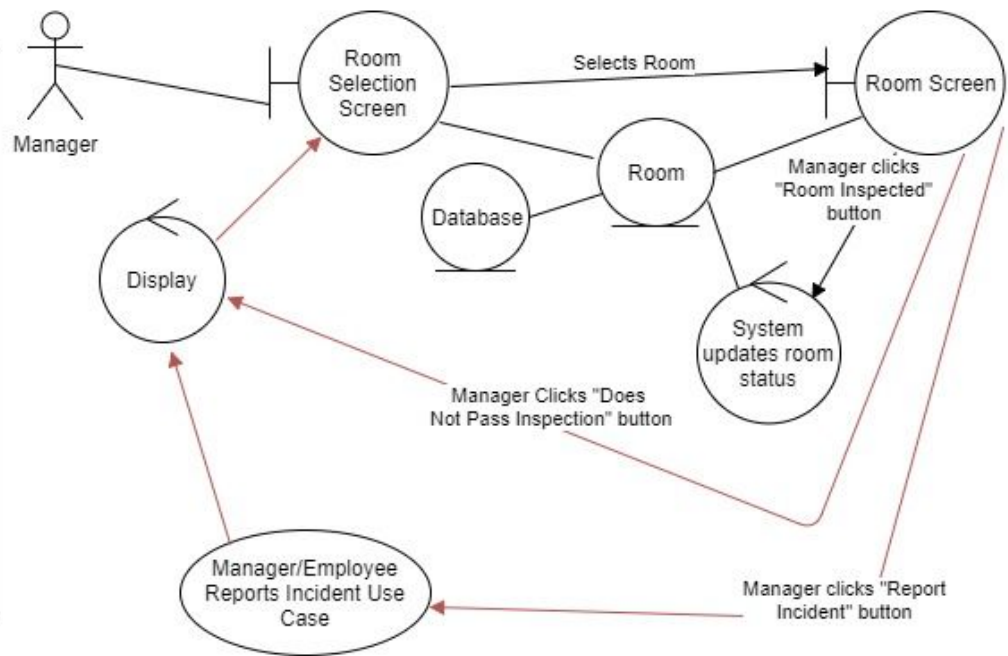 Manager
Room
Selection
Screen
Selects Room
Room Screen
Room
Database
Manager clicks
"Room Inspected"
button
Display
System
updates room
status
Manager Clicks "Does
Not Pass Inspection" button
Manager/Employee
Reports Incident Use
Case
Manager clicks "Report
Incident" button